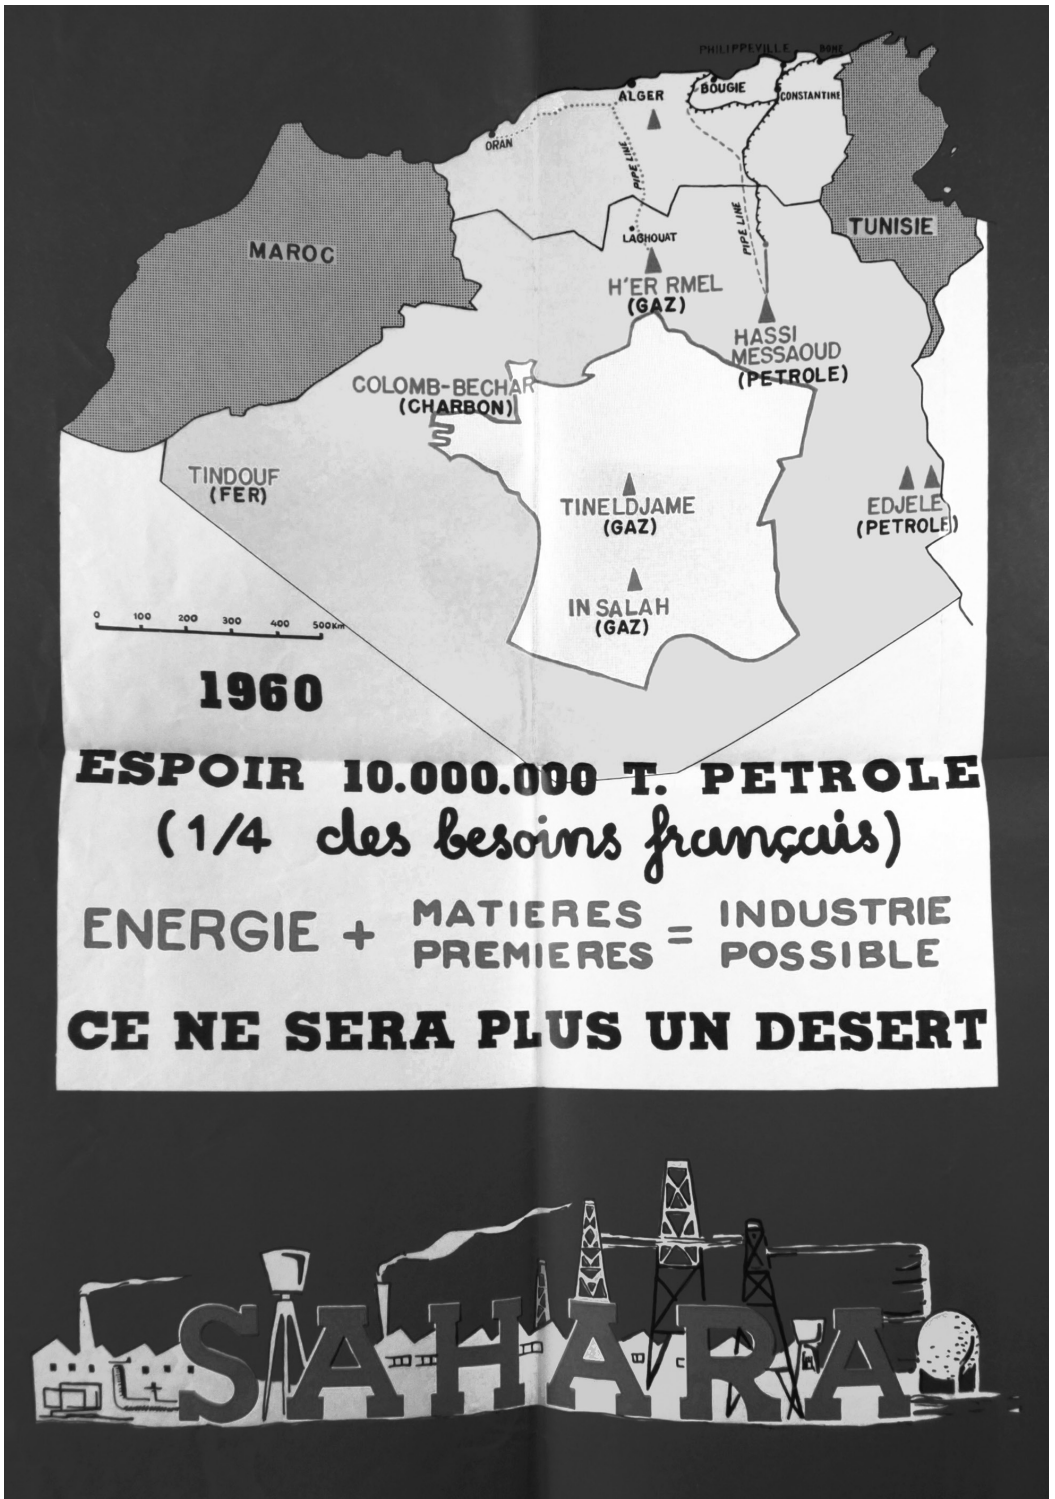 PHILIPPEVILLE BONE
ALGER
BOUGIE
CONSTANTINE
ORAN
PIPE LINE
PIPE LINE
LAGHOUAT
TUNISIE
MAROC
H'ER RMEL
(GAZ)
HASSI
MESSAOUD
(PETROLE)
COLOMB-BECHAR
(CHARBON)
TINDOUF
(FER)
TINELDJAME
(GAZ)
EDJELE
(PETROLE)
IN SALAH
(GAZ)
0 100 200 300 400 500Km
1960
ESPOIR 10.000.000 T. PETROLE
(1/4 des besoins français)
ENERGIE + MATIERES PREMIERES = INDUSTRIE POSSIBLE
CE NE SERA PLUS UN DESERT
SAHARA